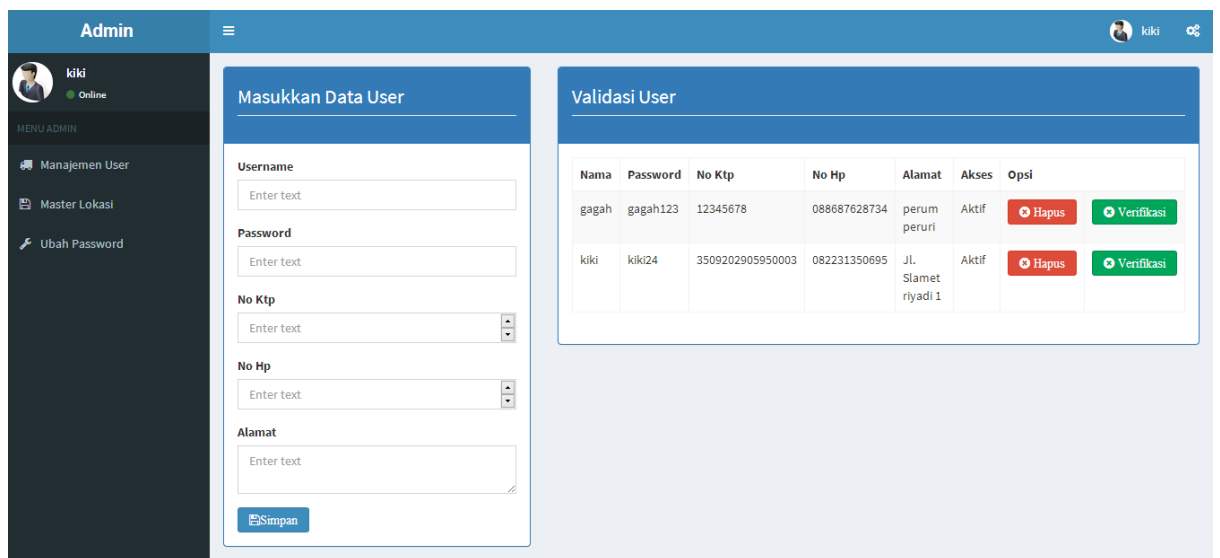 Admin
kiki
kiki
Online
MENU ADMIN
Manajemen User
Master Lokasi
Ubah Password
Masukkan Data User
Username
Enter text
Password
Enter text
No Ktp
Enter text
No Hp
Enter text
Alamat
Enter text
Simpan
Validasi User
Nama Password No Ktp No Hp Alamat Akses Opsi
gagah gagah123 12345678 088687628734 perum Aktif Hapus Verifikasi
peruri
kiki kiki24 3509202905950003 082231350695 Jl. Aktif Hapus Verifikasi
Slamet
riyadi 1